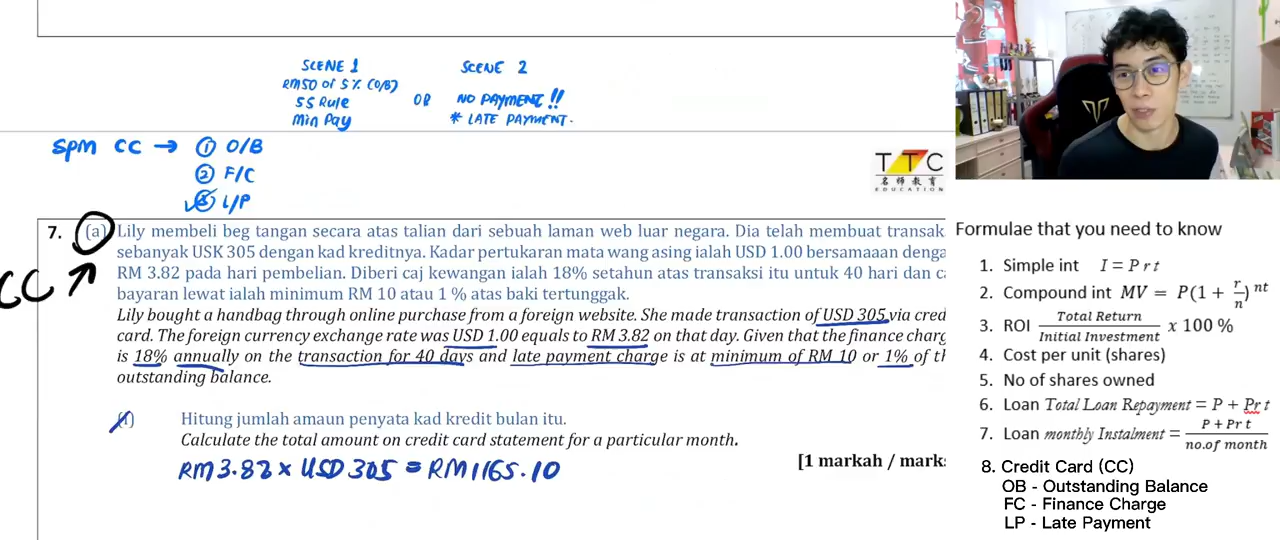 SCENE 1
RM50 or 5% (O/B)
5S Rule
Min Pay
OR
SCENE 2
NO PAYMENT!!
* LATE PAYMENT.
SPM CC → ① O/B
② F/C
③ L/P
TTC
名师教育
EDUCATION
CC
7. (a) Lily membeli beg tangan secara atas talian dari sebuah laman web luar negara. Dia telah membuat transak
sebanyak USK 305 dengan kad kreditnya. Kadar pertukaran mata wang asing ialah USD 1.00 bersamaaan denga
RM 3.82 pada hari pembelian. Diberi caj kewangan ialah 18% setahun atas transaksi itu untuk 40 hari dan ca
bayaran lewat ialah minimum RM 10 atau 1 % atas baki tertunggak.
Lily bought a handbag through online purchase from a foreign website. She made transaction of USD 305 via cred
card. The foreign currency exchange rate was USD 1.00 equals to RM 3.82 on that day. Given that the finance charg
is 18% annually on the transaction for 40 days and late payment charge is at minimum of RM 10 or 1% of th
outstanding balance.
(i) Hitung jumlah amaun penyata kad kredit bulan itu.
Calculate the total amount on credit card statement for a particular month.
[1 markah / mark
RM3.82 x USD 305 = RM1165.10
Formulae that you need to know
1. Simple int I = P r t
2. Compound int MV = P(1 + r/n)^nt
3. ROI Total Return / Initial Investment x 100 %
4. Cost per unit (shares)
5. No of shares owned
6. Loan Total Loan Repayment = P + Pr t
7. Loan monthly Instalment = P + Pr t / no.of month
8. Credit Card (CC)
OB - Outstanding Balance
FC - Finance Charge
LP - Late Payment